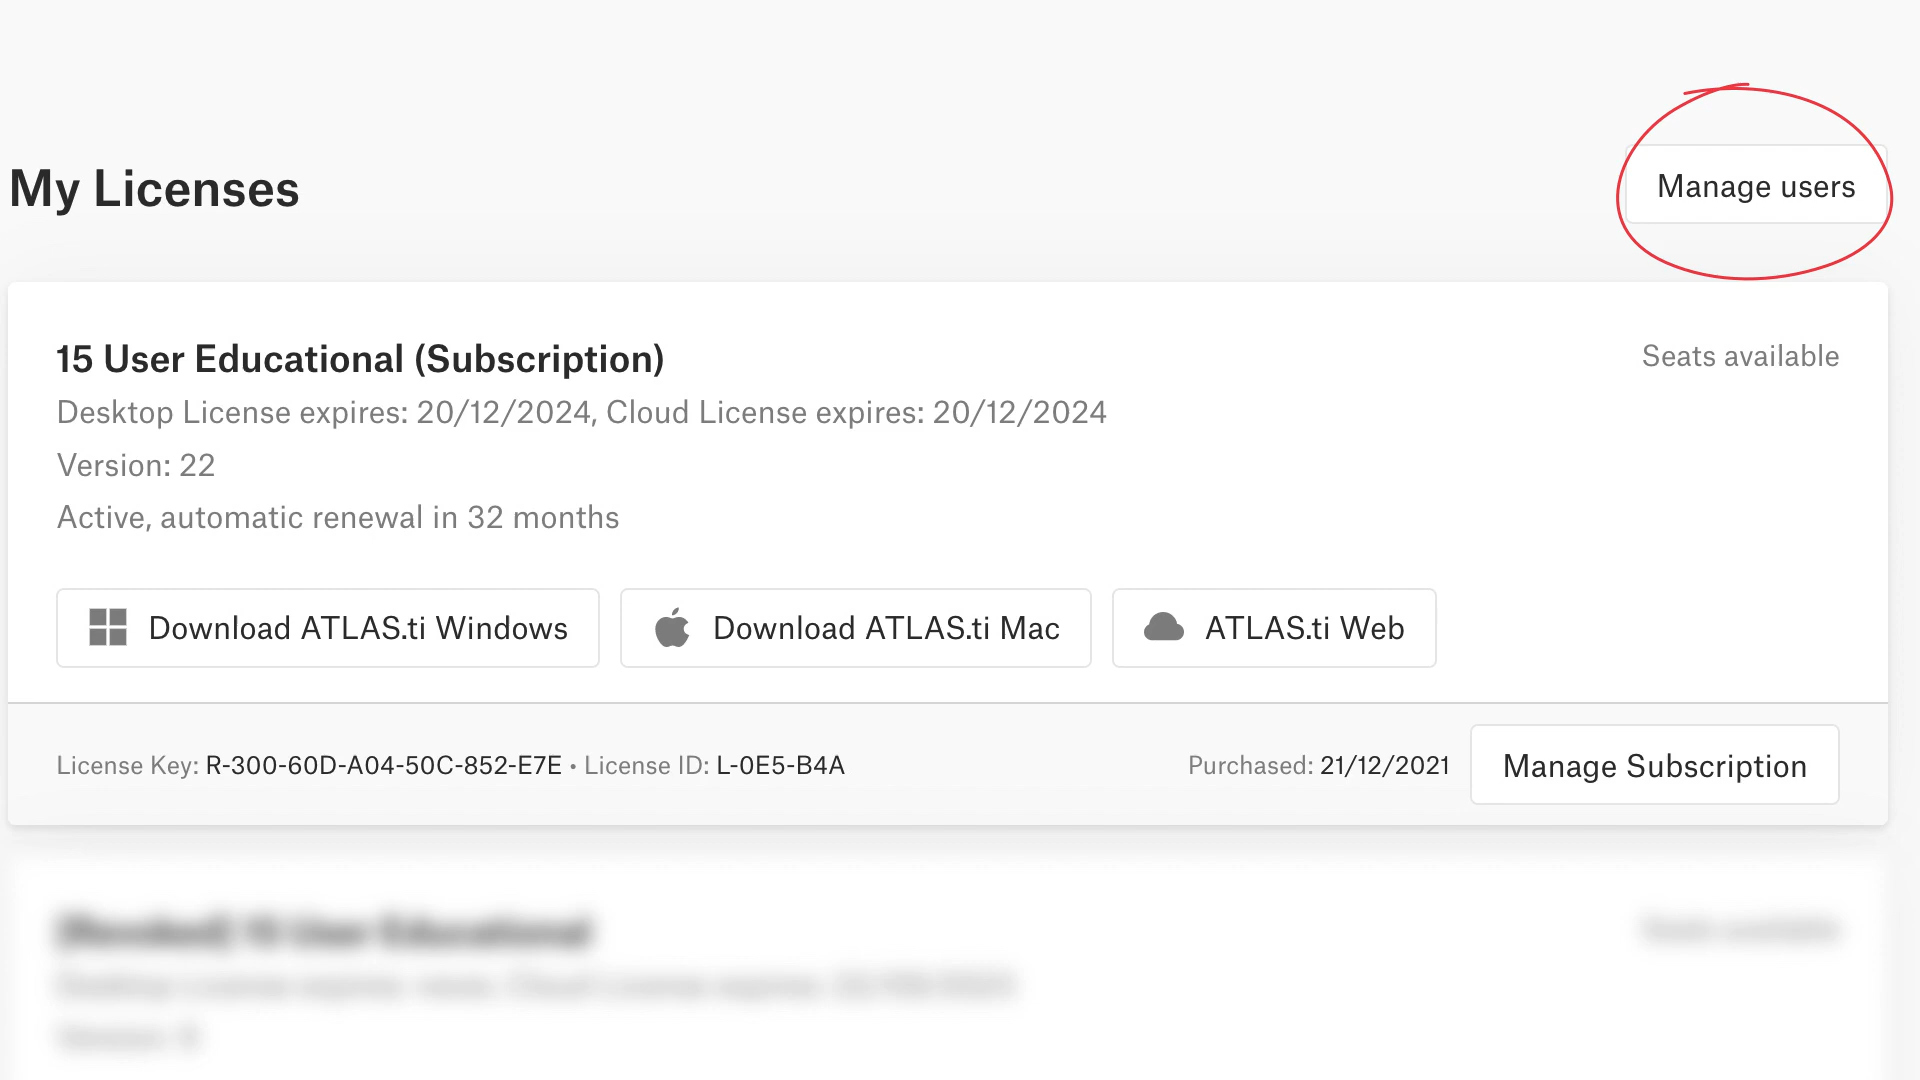 My Licenses
Manage users
15 User Educational (Subscription)
Seats available
Desktop License expires: 20/12/2024, Cloud License expires: 20/12/2024
Version: 22
Active, automatic renewal in 32 months
Download ATLAS.ti Windows
Download ATLAS.ti Mac
ATLAS.ti Web
License Key: R-300-60D-A04-50C-852-E7E • License ID: L-0E5-B4A
Purchased: 21/12/2021
Manage Subscription